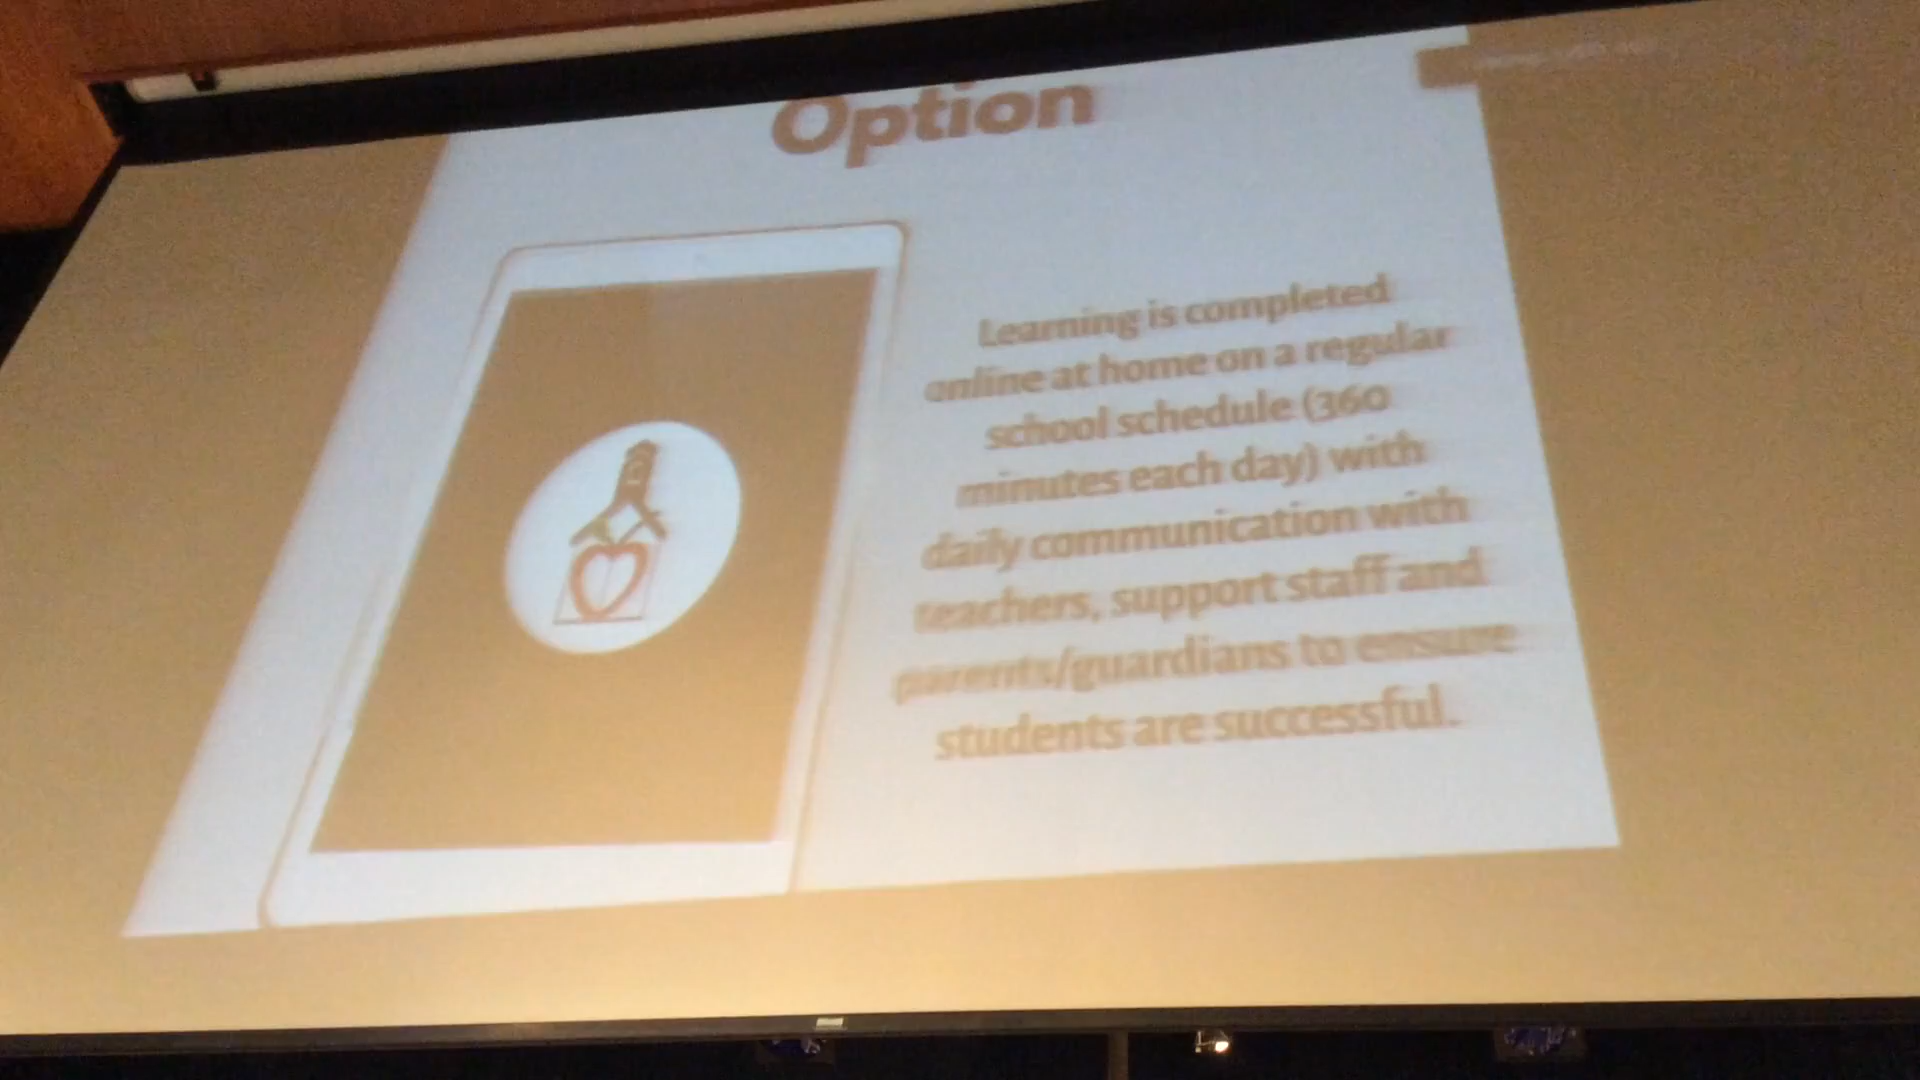 Option
Learning is completed
online at home on a regular
school schedule (360
minutes each day) with
daily communication with
teachers, support staff and
parents/guardians to ensure
students are successful.